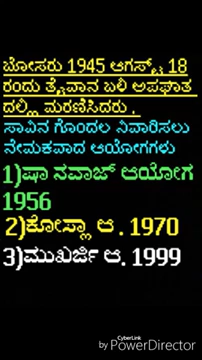 ಬೋಸರು 1945 ಆಗಸ್ಟ್ 18
ರಂದು ತೈವಾನ ಬಳಿ ಅಪಘಾತ
ದಲ್ಲಿ ಮರಣಿಸಿದರು .
ಸಾವಿನ ಗೊಂದಲ ನಿವಾರಿಸಲು
ನೇಮಕವಾದ ಆಯೋಗಗಳು
1)ಷಾ ನವಾಜ್ ಆಯೋಗ
1956
2)ಕೋಸ್ಲಾ ಆ . 1970
3)ಮುಖರ್ಜಿ ಆ. 1999
CyberLink
by PowerDirector